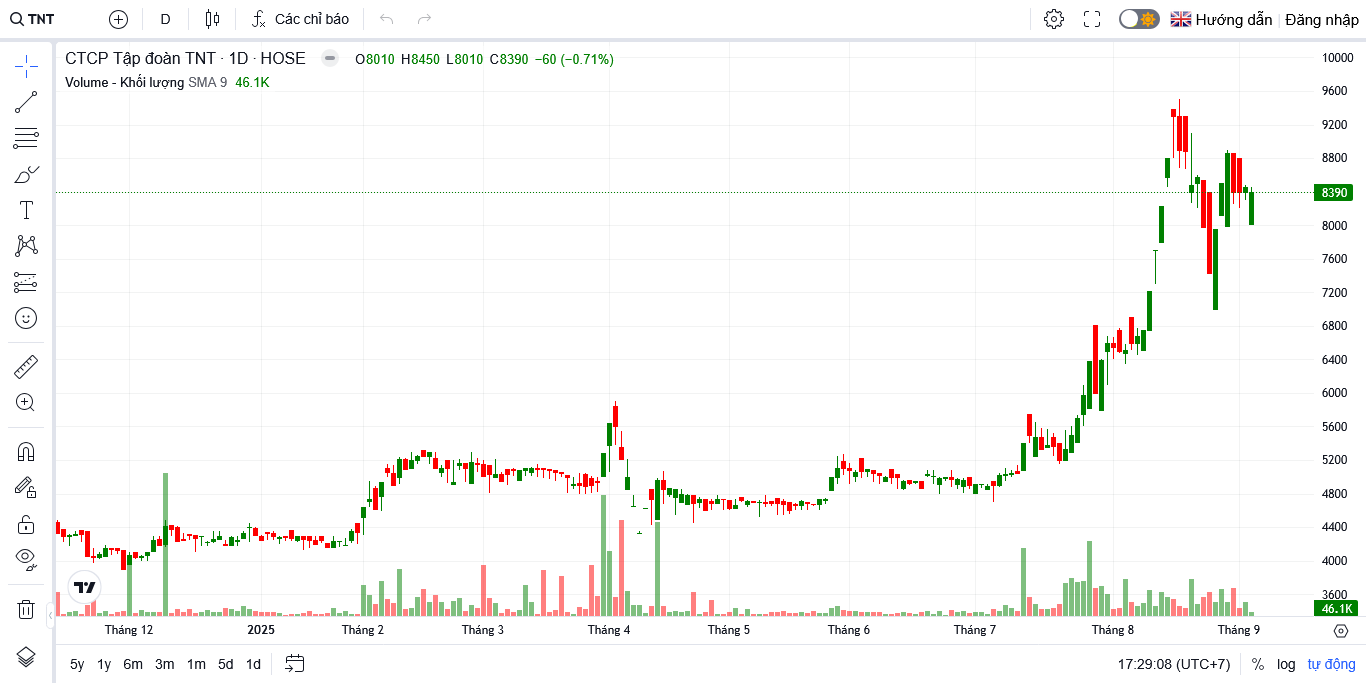 TNT D Các chỉ báo Hướng dẫn Đăng nhập
CTCP Tập đoàn TNT · 1D · HOSE O8010 H8450 L8010 C8390 −60 (−0.71%)
Volume - Khối lượng SMA 9 46.1K
10000
9600
9200
8800
8390
8000
7600
7200
6800
6400
6000
5600
5200
4800
4400
4000
3600
46.1K
Tháng 12 2025 Tháng 2 Tháng 3 Tháng 4 Tháng 5 Tháng 6 Tháng 7 Tháng 8 Tháng 9
5y 1y 6m 3m 1m 5d 1d 17:29:08 (UTC+7) % log tự động